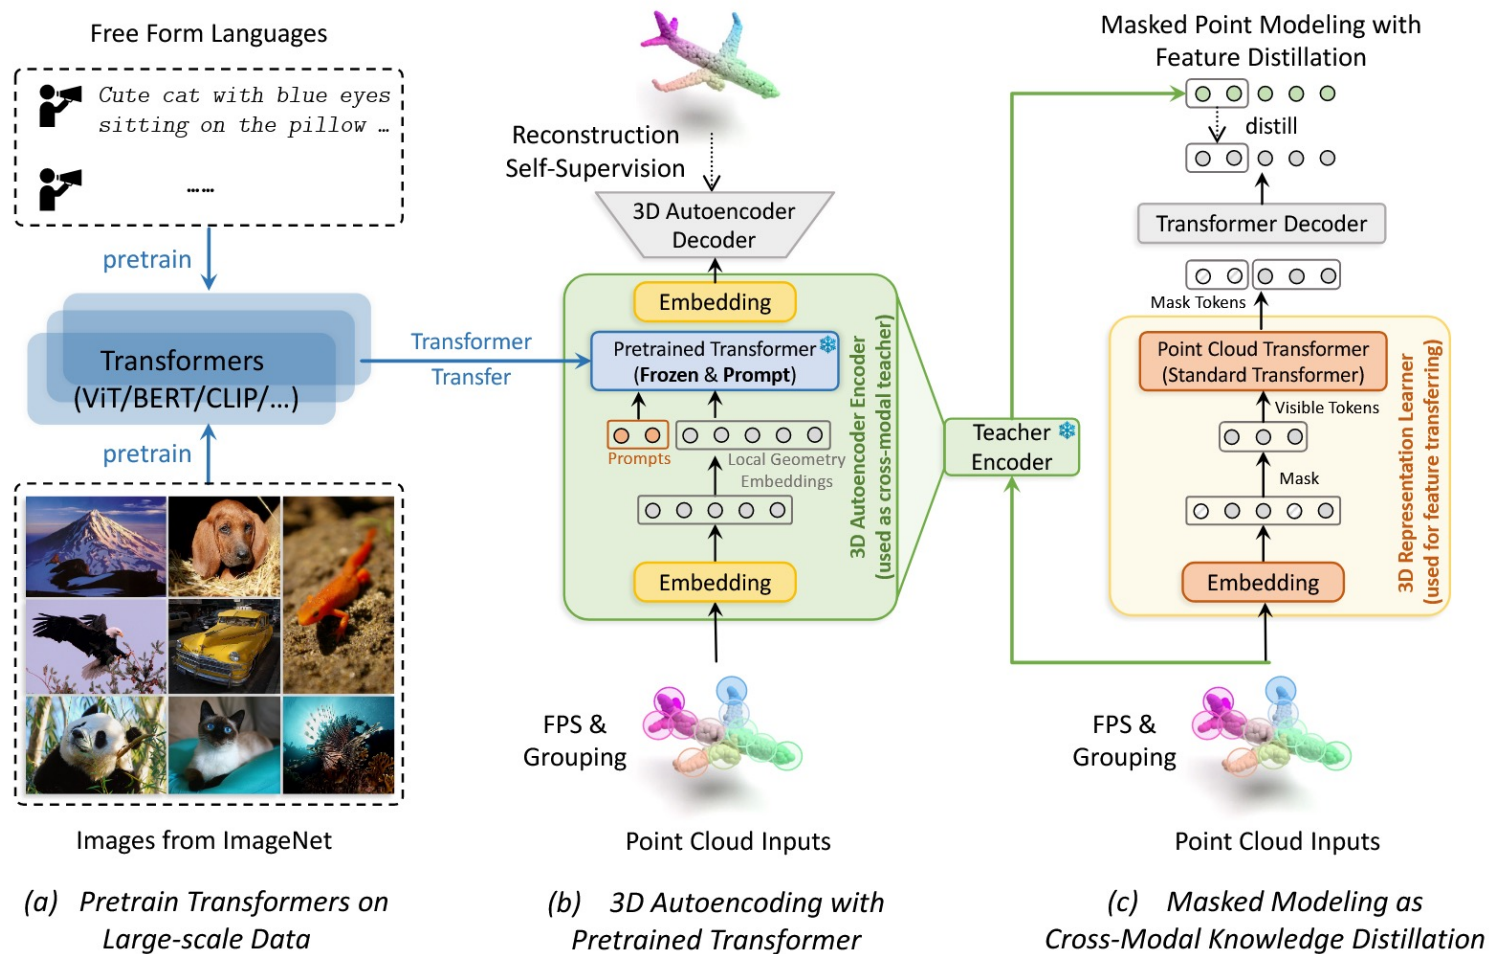 Free Form Languages
Cute cat with blue eyes
sitting on the pillow …
……
pretrain
Transformers
(ViT/BERT/CLIP/…)
pretrain
Images from ImageNet
(a) Pretrain Transformers on
Large-scale Data
Transformer
Transfer
Reconstruction
Self-Supervision
3D Autoencoder
Decoder
Embedding
Pretrained Transformer
(Frozen & Prompt)
Prompts
Local Geometry
Embeddings
Embedding
3D Autoencoder Encoder
(used as cross-modal teacher)
FPS &
Grouping
Point Cloud Inputs
(b) 3D Autoencoding with
Pretrained Transformer
Teacher
Encoder
Masked Point Modeling with
Feature Distillation
distill
Transformer Decoder
Mask Tokens
Point Cloud Transformer
(Standard Transformer)
Visible Tokens
Mask
Embedding
3D Representation Learner
(used for feature transferring)
FPS &
Grouping
Point Cloud Inputs
(c) Masked Modeling as
Cross-Modal Knowledge Distillation